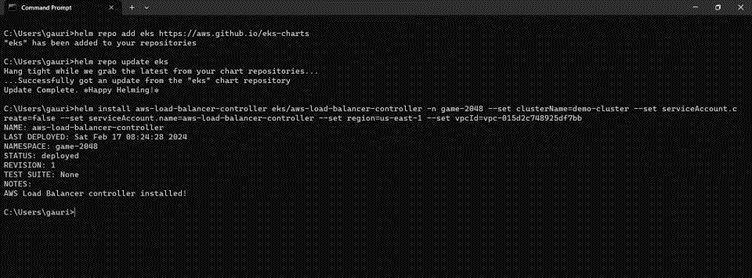 Command Prompt
C:\Users\gauri>helm repo add eks https://aws.github.io/eks-charts
"eks" has been added to your repositories
C:\Users\gauri>helm repo update eks
Hang tight while we grab the latest from your chart repositories...
...Successfully got an update from the "eks" chart repository
Update Complete. ⎈Happy Helming!⎈
C:\Users\gauri>helm install aws-load-balancer-controller eks/aws-load-balancer-controller -n game-2048 --set clusterName=demo-cluster --set serviceAccount.c
reate=false --set serviceAccount.name=aws-load-balancer-controller --set region=us-east-1 --set vpcId=vpc-015d2c748925df7bb
NAME: aws-load-balancer-controller
LAST DEPLOYED: Sat Feb 17 08:24:28 2024
NAMESPACE: game-2048
STATUS: deployed
REVISION: 1
TEST SUITE: None
NOTES:
AWS Load Balancer controller installed!
C:\Users\gauri>